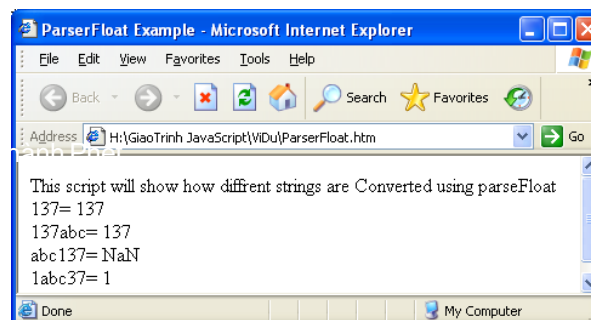 ParserFloat Example - Microsoft Internet Explorer
File Edit View Favorites Tools Help
Back Search Favorites
Address H:\GiaoTrinh JavaScript\ViDu\ParserFloat.htm Go
This script will show how diffrent strings are Converted using parseFloat
137= 137
137abc= 137
abc137= NaN
1abc37= 1
Done My Computer